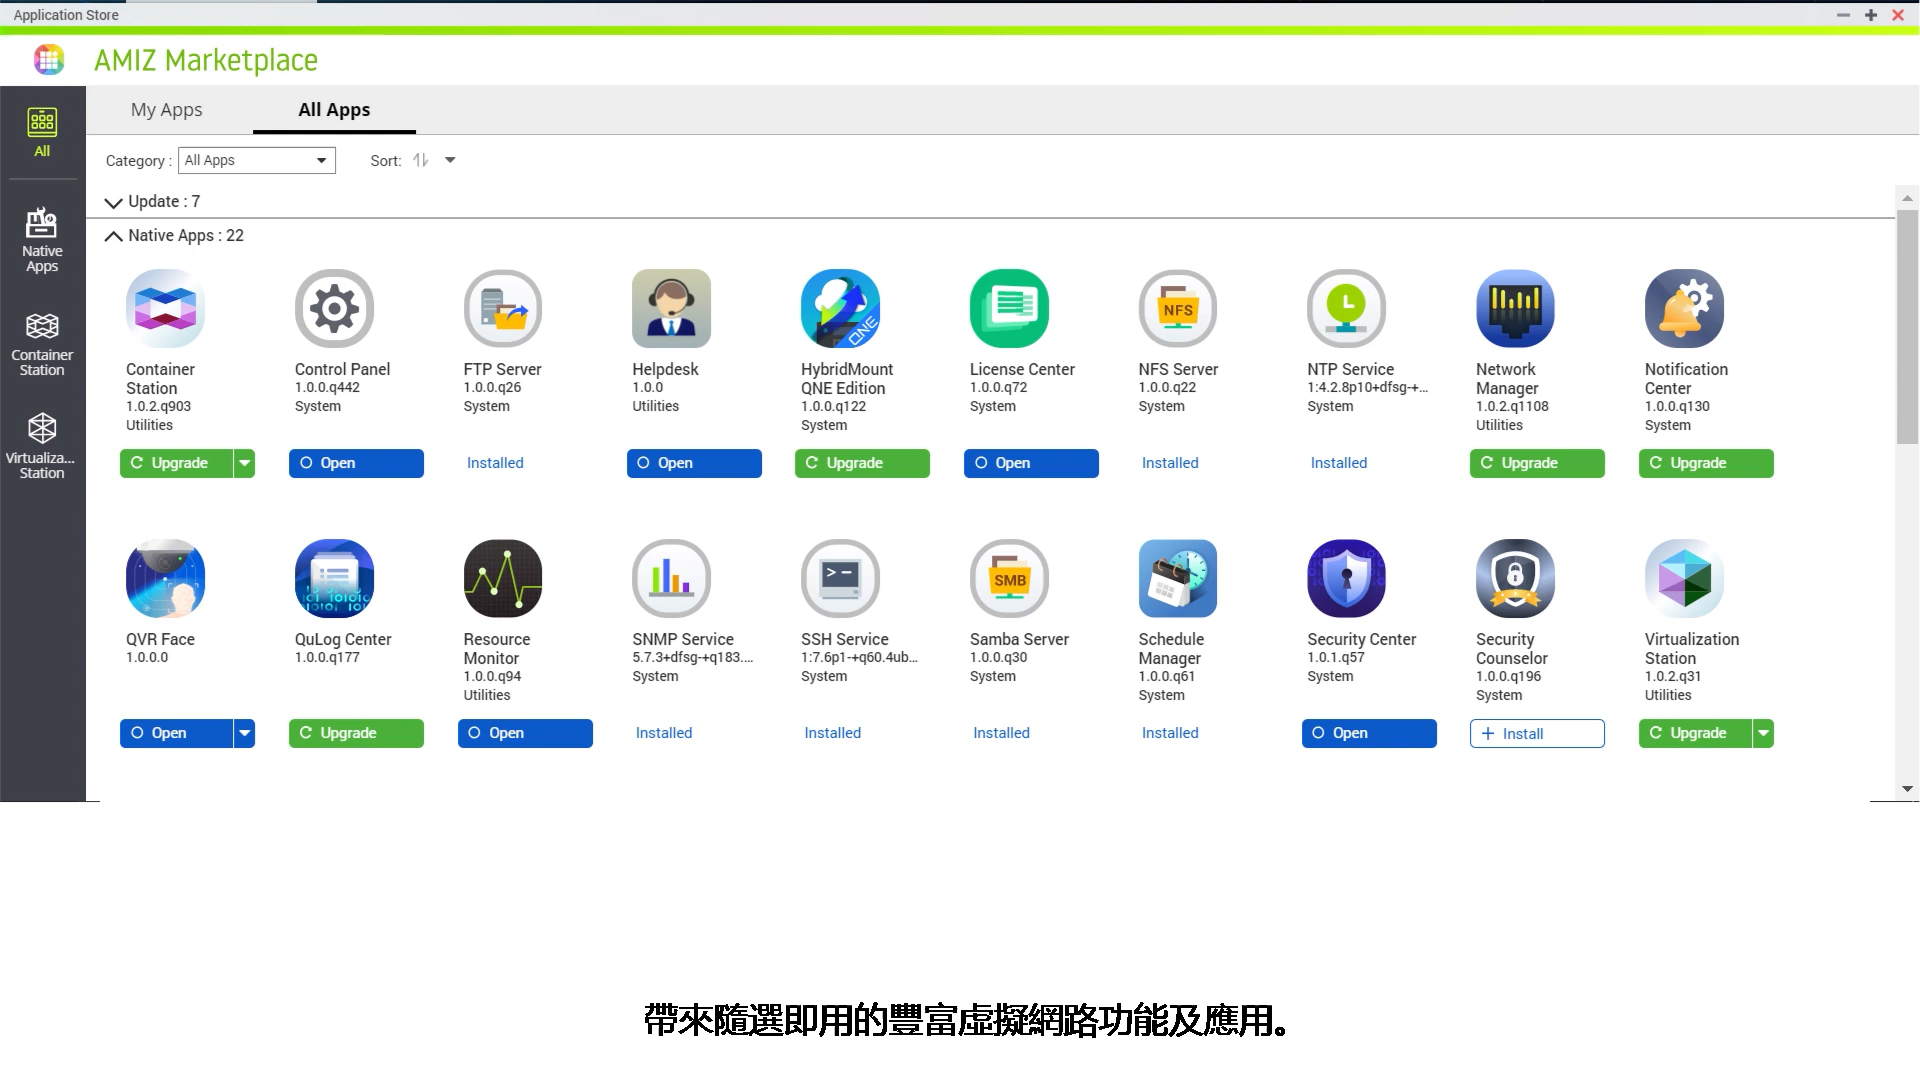 Application Store
AMIZ Marketplace
All
Native
Apps
Container
Station
Virtualiza...
Station
My Apps
All Apps
Category :
All Apps
Sort:
Update : 7
Native Apps : 22
Container
Station
1.0.2.q903
Utilities
Upgrade
Control Panel
1.0.0.q442
System
Open
FTP Server
1.0.0.q26
System
Installed
Helpdesk
1.0.0
Utilities
Open
QNE
HybridMount
QNE Edition
1.0.0.q122
System
Upgrade
License Center
1.0.0.q72
System
Open
NFS
NFS Server
1.0.0.q22
System
Installed
NTP Service
1:4.2.8p10+dfsg-+...
System
Installed
Network
Manager
1.0.2.q1108
Utilities
Upgrade
Notification
Center
1.0.0.q130
System
Upgrade
QVR Face
1.0.0.0
Open
QuLog Center
1.0.0.q177
Upgrade
Resource
Monitor
1.0.0.q94
Utilities
Open
SNMP Service
5.7.3+dfsg-+q183....
System
Installed
SSH Service
1:7.6p1-+q60.4ub...
System
Installed
SMB
Samba Server
1.0.0.q30
System
Installed
Schedule
Manager
1.0.0.q61
System
Installed
Security Center
1.0.1.q57
System
Open
Security
Counselor
1.0.0.q196
System
Install
Virtualization
Station
1.0.2.q31
Utilities
Upgrade
帶來隨選即用的豐富虛擬網路功能及應用。